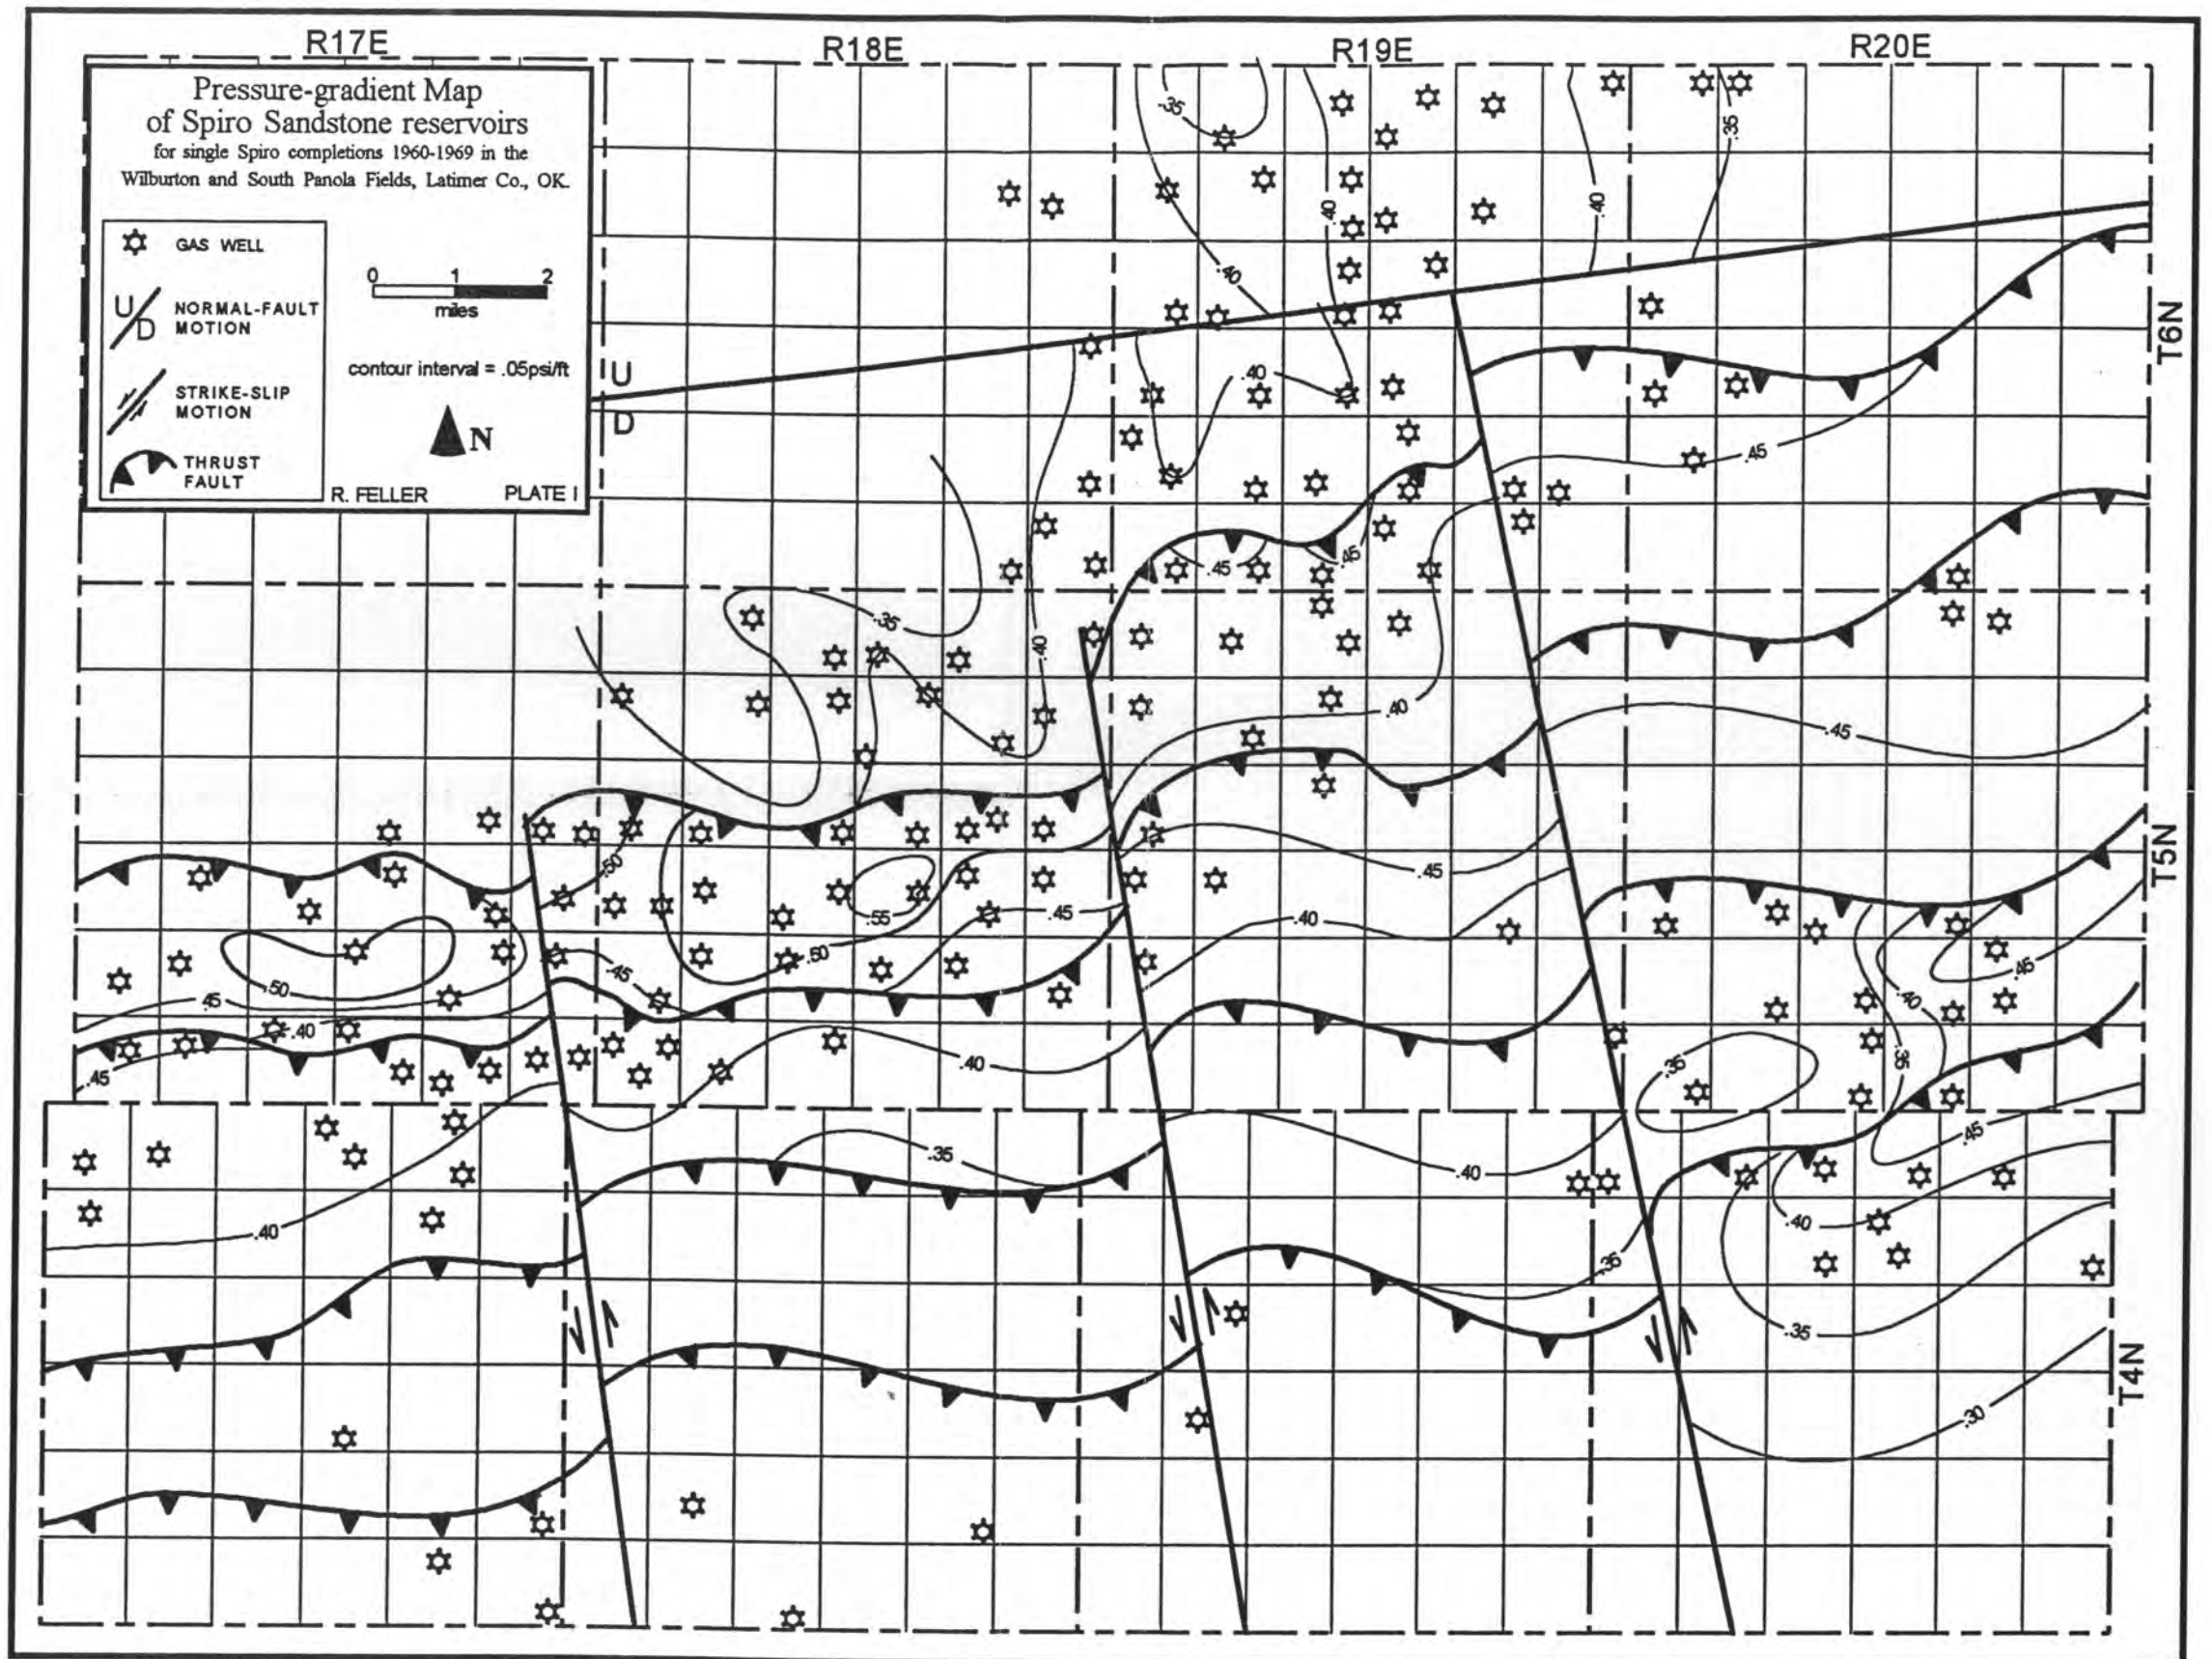 R17E
R18E
R19E
R20E
Pressure-gradient Map
of Spiro Sandstone reservoirs
for single Spiro completions 1960-1969 in the
Wilburton and South Panola Fields, Latimer Co., OK.
GAS WELL
U
D
NORMAL-FAULT
MOTION
STRIKE-SLIP
MOTION
THRUST
FAULT
0 1 2
miles
contour interval = .05psi/ft
N
R. FELLER PLATE I
U
D
T6N
T5N
T4N
.35
.40
.40
.35
.40
.40
.45
.45
.45
.35
.40
.40
.45
.50
.55
.45
.45
.40
.50
.45
.50
.45
.40
.45
.40
.45
.40
.35
.35
.40
.35
.40
.45
.40
.40
.35
.35
.30